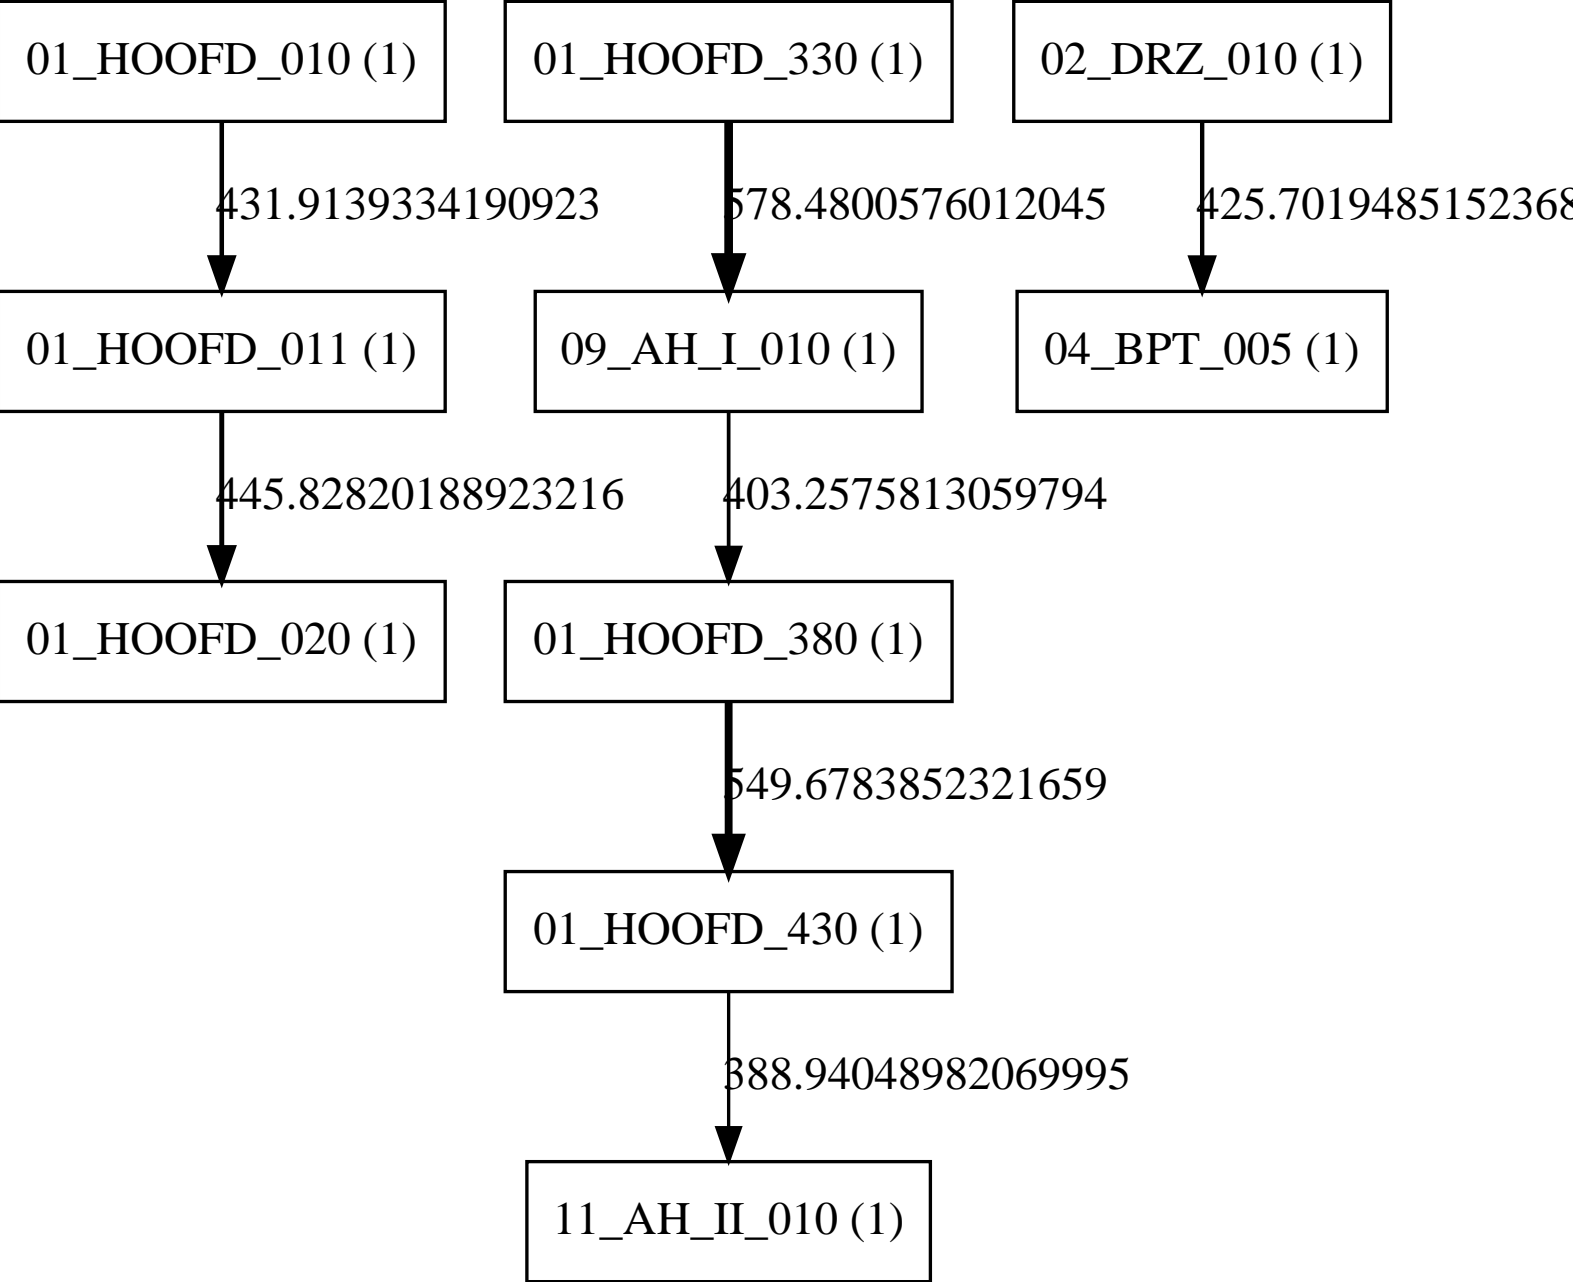 01_HOOFD_010 (1)
01_HOOFD_330 (1)
02_DRZ_010 (1)
431.9139334190923
578.4800576012045
425.7019485152368
01_HOOFD_011 (1)
09_AH_I_010 (1)
04_BPT_005 (1)
445.82820188923216
403.2575813059794
01_HOOFD_020 (1)
01_HOOFD_380 (1)
549.6783852321659
01_HOOFD_430 (1)
388.94048982069995
11_AH_II_010 (1)